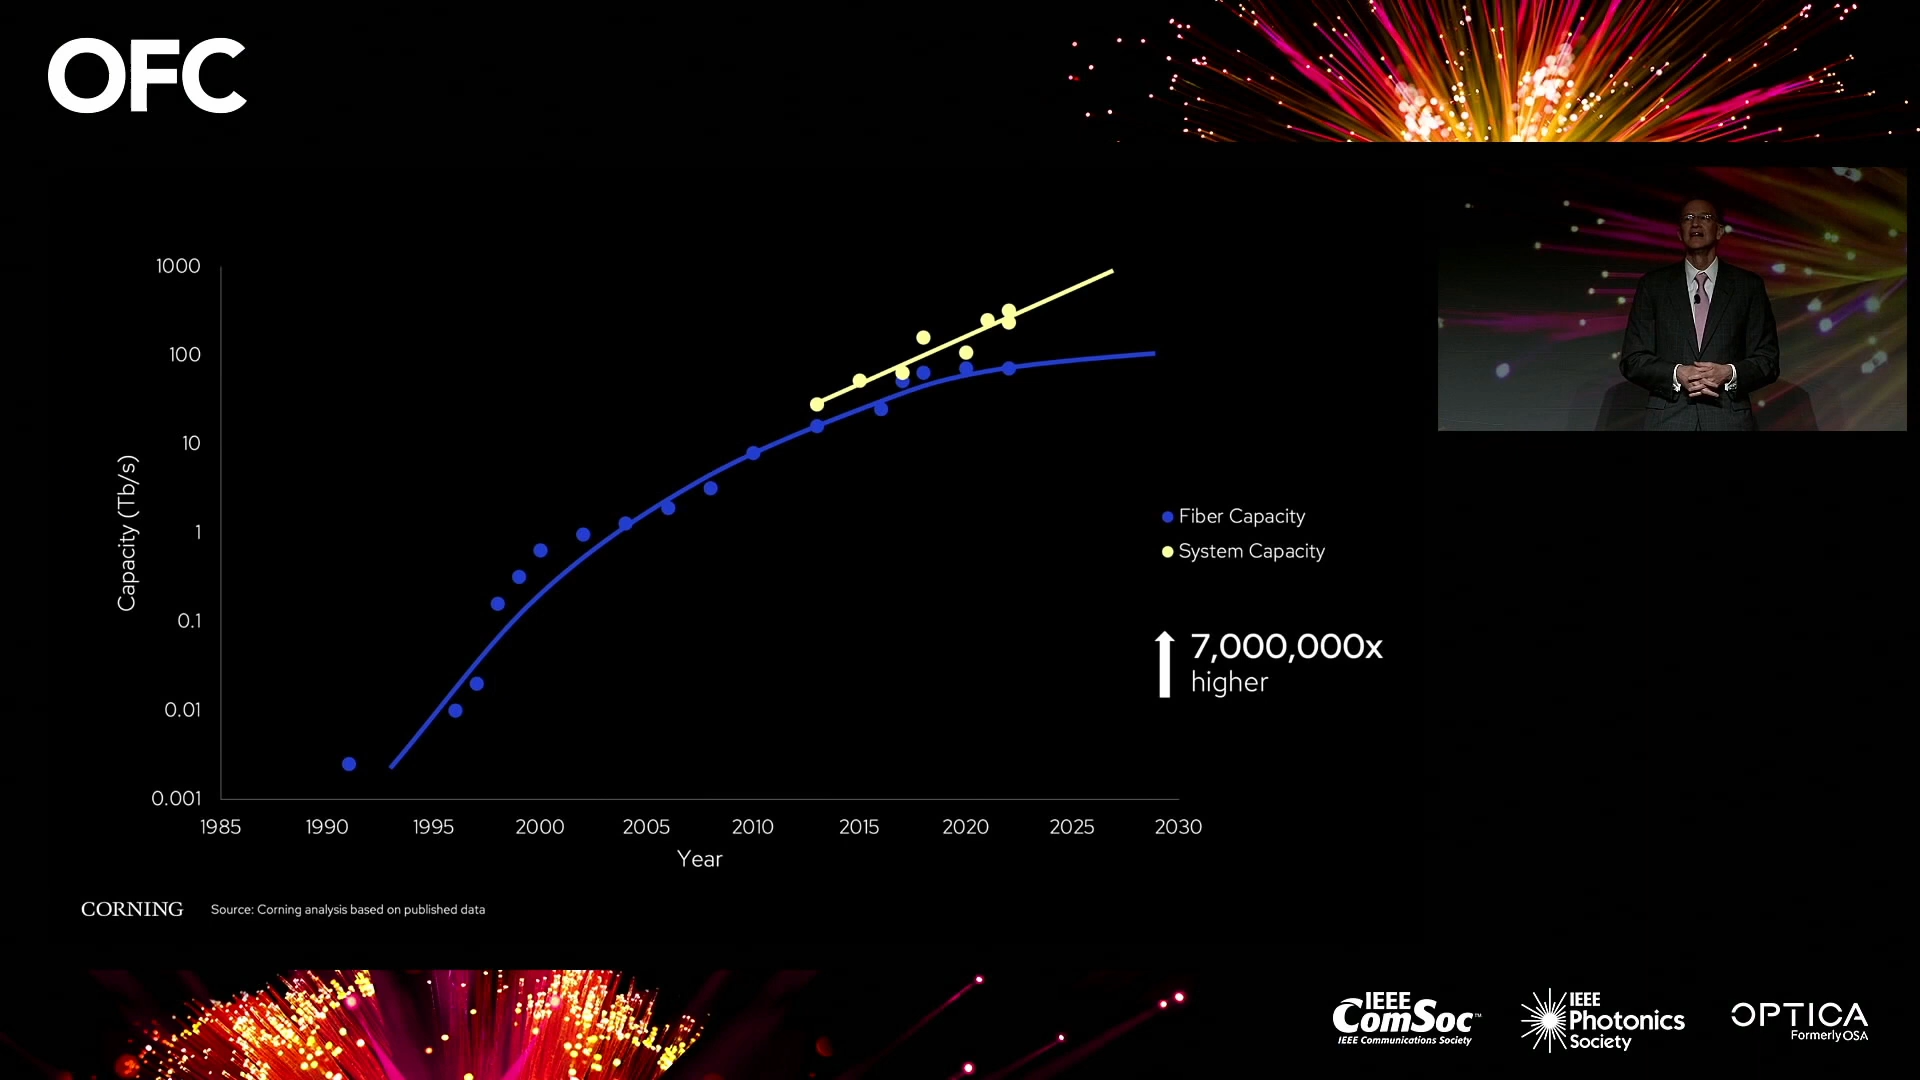 OFC
1000
100
10
1
0.1
0.01
0.001
Capacity (Tb/s)
1985 1990 1995 2000 2005 2010 2015 2020 2025 2030
Year
Fiber Capacity
System Capacity
7,000,000x
higher
CORNING Source: Corning analysis based on published data
IEEE
ComSoc™
IEEE Communications Society
IEEE
Photonics
Society
OPTICA
Formerly OSA